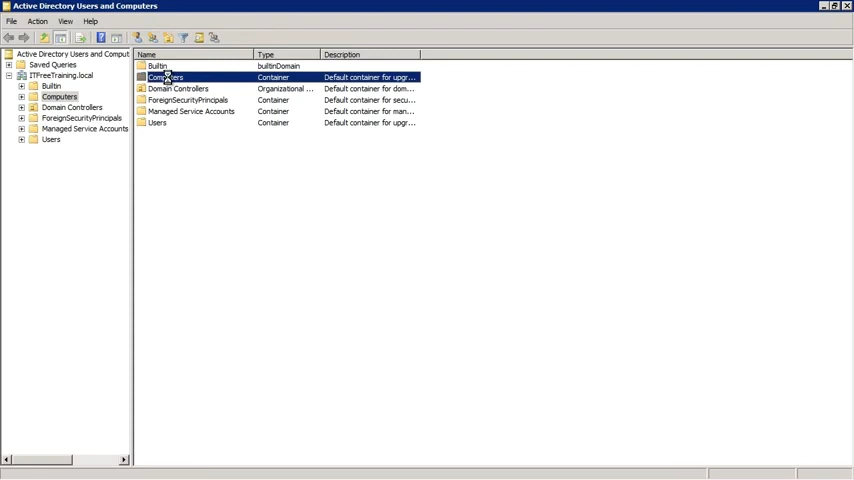 Active Directory Users and Computers
File Action View Help
Active Directory Users and Comput
Saved Queries
ITFreeTraining.local
Builtin
Computers
Domain Controllers
ForeignSecurityPrincipals
Managed Service Accounts
Users
Name Type Description
Builtin builtinDomain
Computers Container Default container for upgr...
Domain Controllers Organizational ... Default container for dom...
ForeignSecurityPrincipals Container Default container for secu...
Managed Service Accounts Container Default container for man...
Users Container Default container for upgr...